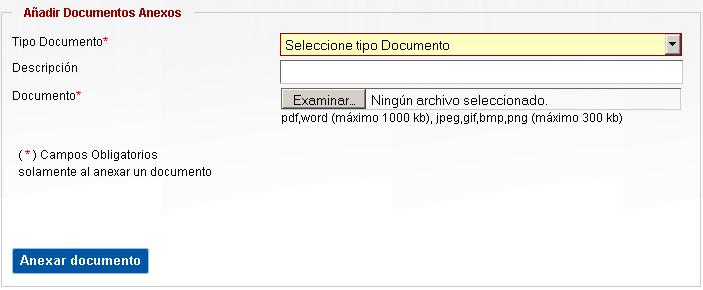 Añadir Documentos Anexos
Tipo Documento* Seleccione tipo Documento
Descripción
Documento* Examinar... Ningún archivo seleccionado.
pdf,word (máximo 1000 kb), jpeg,gif,bmp,png (máximo 300 kb)
(*) Campos Obligatorios
solamente al anexar un documento
Anexar documento